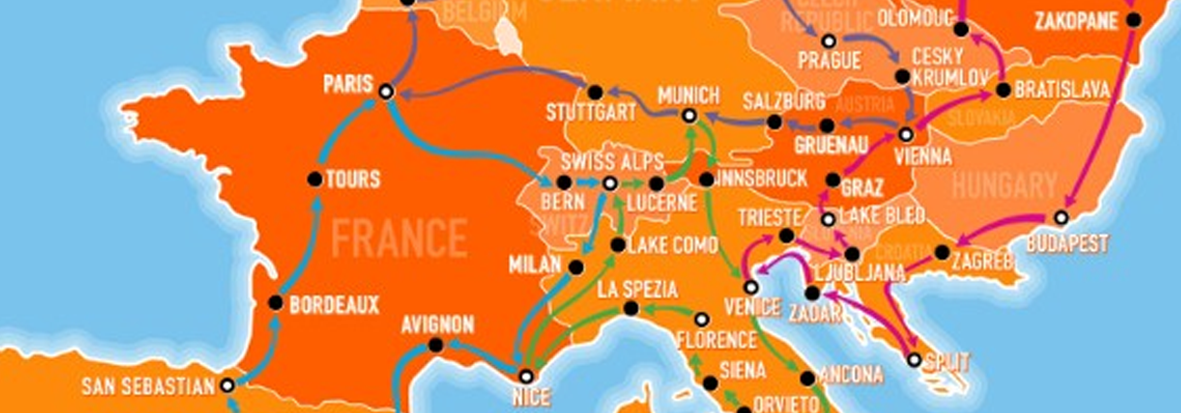 BELGIUM
GERMANY
CZECH
REPUBLIC
OLOMOUC
ZAKOPANE
PRAGUE
CESKY
KRUMLOV
PARIS
STUTTGART
MUNICH
SALZBURG
AUSTRIA
BRATISLAVA
SLOVAKIA
GRUENAU
VIENNA
SWISS ALPS
TOURS
BERN
LUCERNE
INNSBRUCK
GRAZ
HUNGARY
SWITZ
TRIESTE
LAKE BLED
FRANCE
LAKE COMO
CROATIA
BUDAPEST
MILAN
LJUBLJANA
ZAGREB
LA SPEZIA
VENICE
ZADAR
BORDEAUX
AVIGNON
FLORENCE
SPLIT
SAN SEBASTIAN
NICE
SIENA
ANCONA
ORVIETO